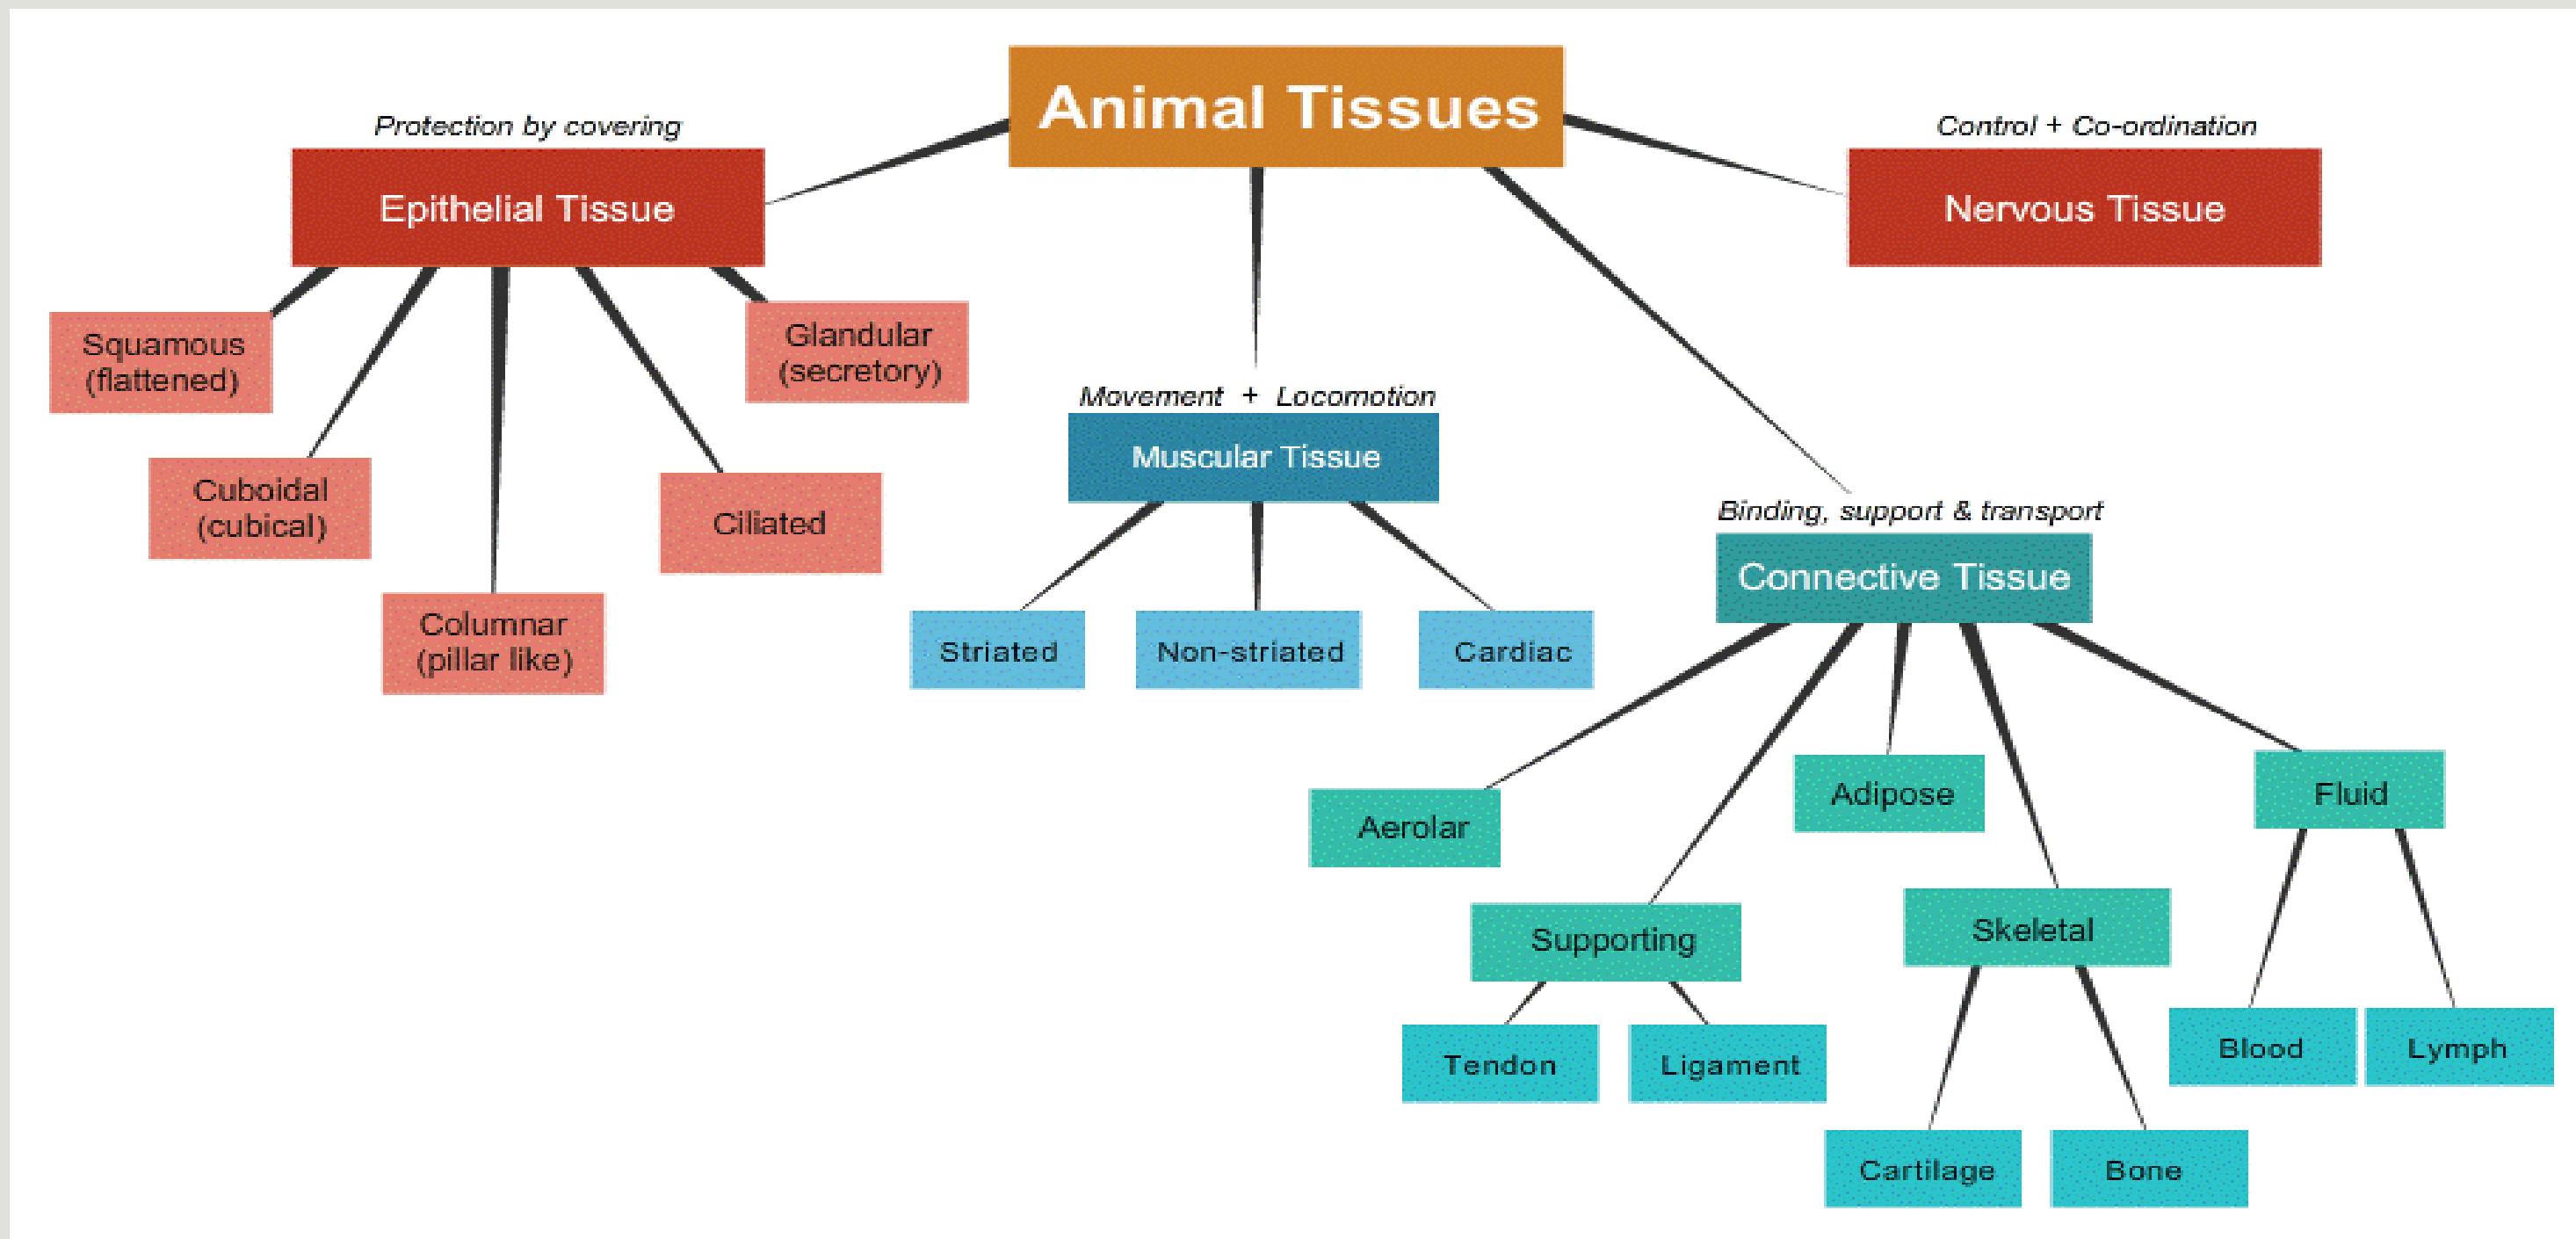 Animal Tissues
Protection by covering
Epithelial Tissue
Squamous
(flattened)
Cuboidal
(cubical)
Columnar
(pillar like)
Ciliated
Glandular
(secretory)
Movement + Locomotion
Muscular Tissue
Striated
Non-striated
Cardiac
Control + Co-ordination
Nervous Tissue
Binding, support & transport
Connective Tissue
Aerolar
Supporting
Tendon
Ligament
Adipose
Skeletal
Cartilage
Bone
Fluid
Blood
Lymph